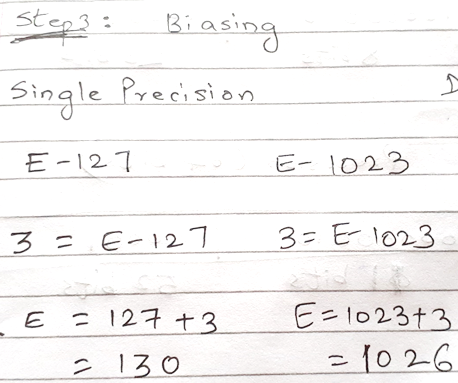 Step3 : Biasing
Single Precision D
E-127 E-1023
3 = E-127 3=E-1023
E = 127+3 E=1023+3
= 130 =1026